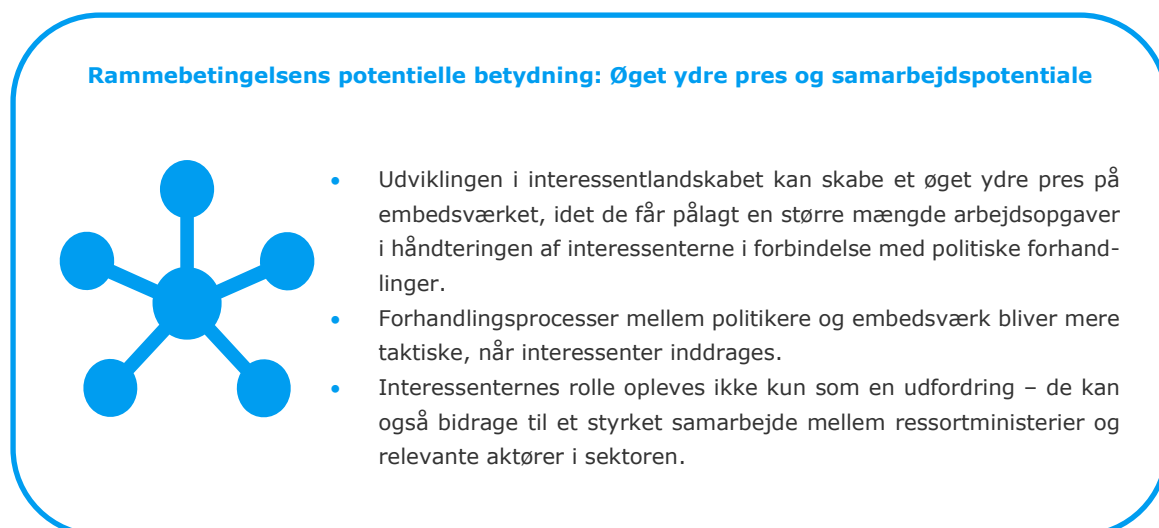 Rammebetingelsens potentielle betydning: Øget ydre pres og samarbejdspotentiale
• Udviklingen i interessentlandskabet kan skabe et øget ydre pres på
embedsværket, idet de får pålagt en større mængde arbejdsopgaver
i håndteringen af interessenterne i forbindelse med politiske forhand-
linger.
• Forhandlingsprocesser mellem politikere og embedsværk bliver mere
taktiske, når interessenter inddrages.
• Interessenternes rolle opleves ikke kun som en udfordring – de kan
også bidrage til et styrket samarbejde mellem ressortministerier og
relevante aktører i sektoren.